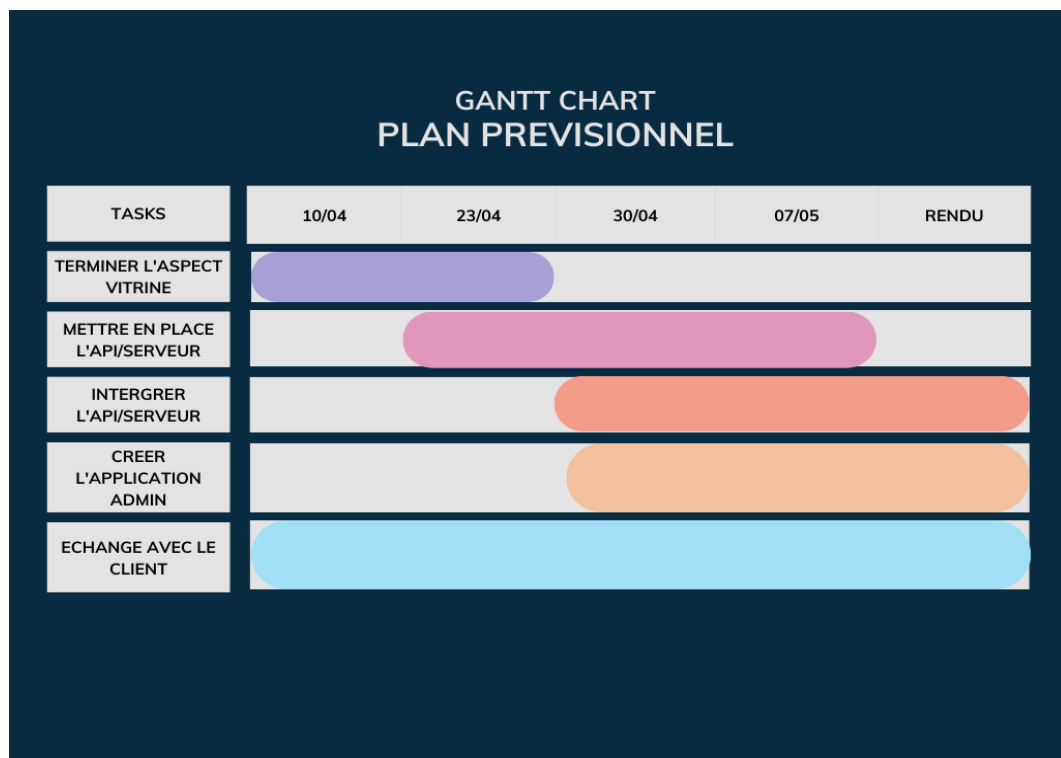 GANTT CHART
PLAN PREVISIONNEL
TASKS
10/04
23/04
30/04
07/05
RENDU
TERMINER L'ASPECT
VITRINE
METTRE EN PLACE
L'API/SERVEUR
INTERGRER
L'API/SERVEUR
CREER
L'APPLICATION
ADMIN
ECHANGE AVEC LE
CLIENT